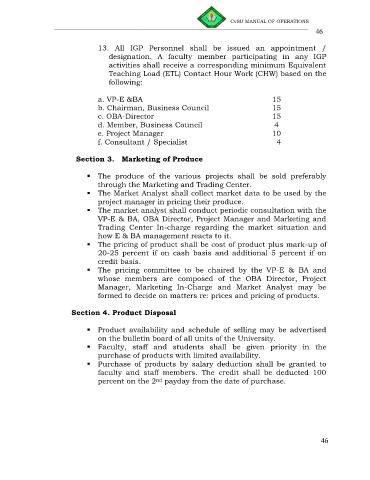 CvSU MANUAL OF OPERATIONS
46
13. All IGP Personnel shall be issued an appointment /
designation. A faculty member participating in any IGP
activities shall receive a corresponding minimum Equivalent
Teaching Load (ETL) Contact Hour Work (CHW) based on the
following:
a. VP-E &BA 15
b. Chairman, Business Council 15
c. OBA-Director 15
d. Member, Business Council 4
e. Project Manager 10
f. Consultant / Specialist 4
Section 3. Marketing of Produce
▪ The produce of the various projects shall be sold preferably
through the Marketing and Trading Center.
▪ The Market Analyst shall collect market data to be used by the
project manager in pricing their produce.
▪ The market analyst shall conduct periodic consultation with the
VP-E & BA, OBA Director, Project Manager and Marketing and
Trading Center In-charge regarding the market situation and
how E & BA management reacts to it.
▪ The pricing of product shall be cost of product plus mark-up of
20-25 percent if on cash basis and additional 5 percent if on
credit basis.
▪ The pricing committee to be chaired by the VP-E & BA and
whose members are composed of the OBA Director, Project
Manager, Marketing In-Charge and Market Analyst may be
formed to decide on matters re: prices and pricing of products.
Section 4. Product Disposal
▪ Product availability and schedule of selling may be advertised
on the bulletin board of all units of the University.
▪ Faculty, staff and students shall be given priority in the
purchase of products with limited availability.
▪ Purchase of products by salary deduction shall be granted to
faculty and staff members. The credit shall be deducted 100
percent on the 2nd payday from the date of purchase.
46